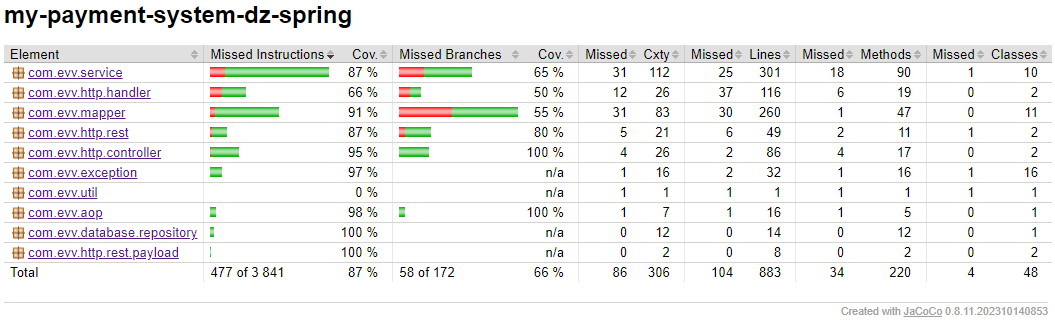 my-payment-system-dz-spring
Element Missed Instructions Cov. Missed Branches Cov. Missed Cxty Missed Lines Missed Methods Missed Classes
com.evv.service 87 % 65 % 31 112 25 301 18 90 1 10
com.evv.http.handler 66 % 50 % 12 26 37 116 6 19 0 2
com.evv.mapper 91 % 55 % 31 83 30 260 1 47 0 11
com.evv.http.rest 87 % 80 % 5 21 6 49 2 11 1 2
com.evv.http.controller 95 % 100 % 4 26 2 86 4 17 0 2
com.evv.exception 97 % n/a 1 16 2 32 1 16 1 16
com.evv.util 0 % n/a 1 1 1 1 1 1 1 1
com.evv.aop 98 % 100 % 1 7 1 16 1 5 0 1
com.evv.database.repository 100 % n/a 0 12 0 14 0 12 0 1
com.evv.http.rest.payload 100 % n/a 0 2 0 8 0 2 0 2
Total 477 of 3 841 87 % 58 of 172 66 % 86 306 104 883 34 220 4 48
Created with JaCoCo 0.8.11.202310140853